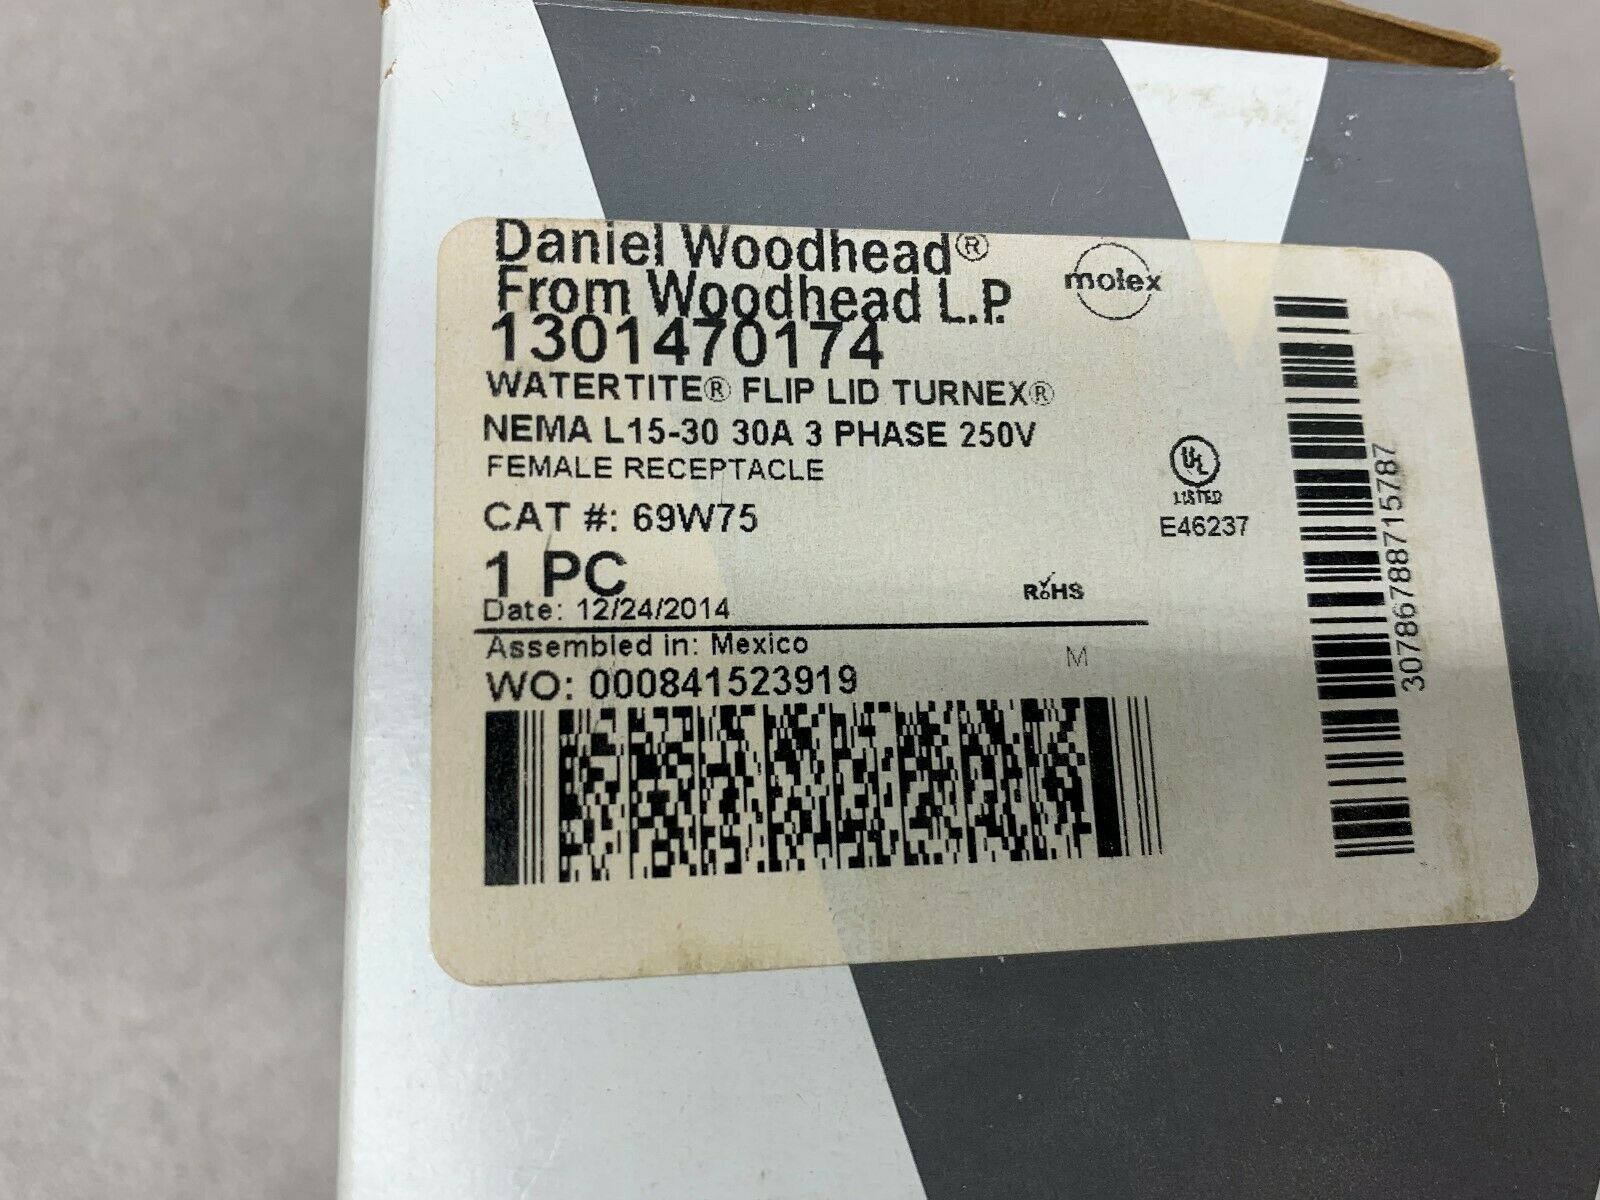 Daniel Woodhead®
From Woodhead L.P.
molex
1301470174
WATERTITE® FLIP LID TURNEX®
NEMA L15-30 30A 3 PHASE 250V
FEMALE RECEPTACLE
CAT #: 69W75
UL
LISTED
E46237
1 PC
RoHS
Date: 12/24/2014
Assembled in: Mexico
M
WO: 000841523919
30786788715787